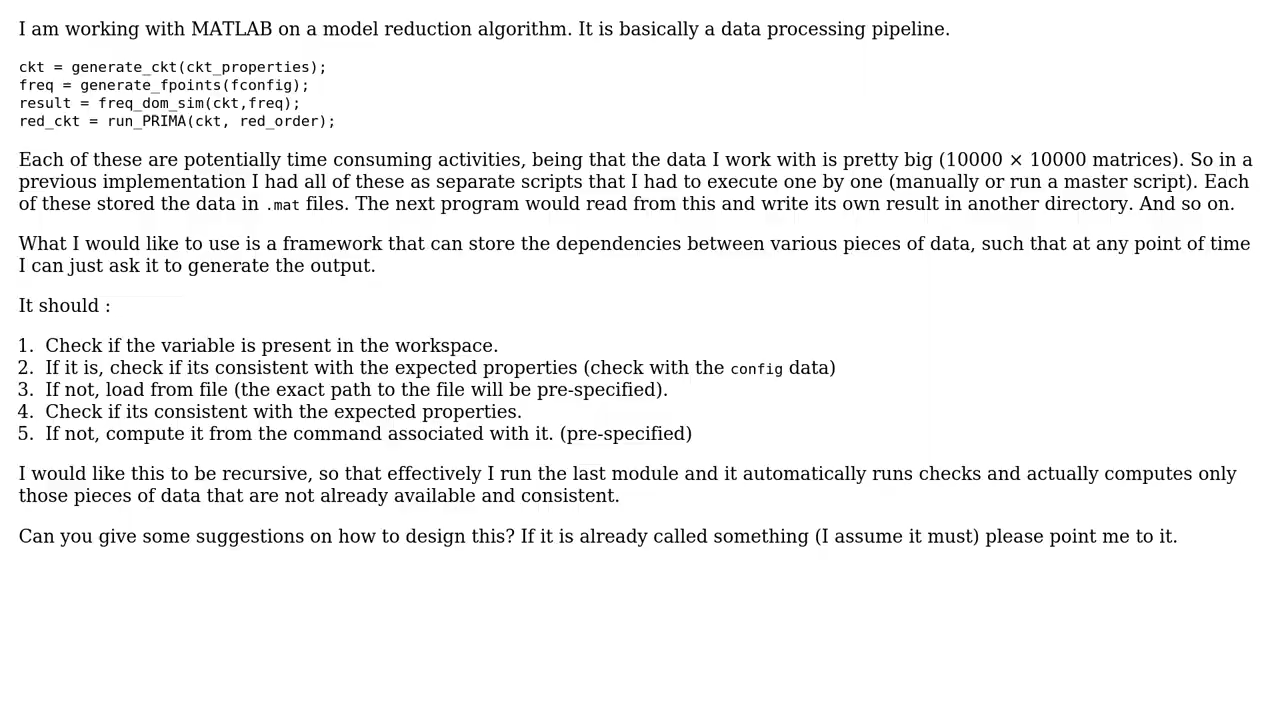 I am working with MATLAB on a model reduction algorithm. It is basically a data processing pipeline.
ckt = generate_ckt(ckt_properties);
freq = generate_fpoints(fconfig);
result = freq_dom_sim(ckt,freq);
red_ckt = run_PRIMA(ckt, red_order);
Each of these are potentially time consuming activities, being that the data I work with is pretty big (10000 × 10000 matrices). So in a
previous implementation I had all of these as separate scripts that I had to execute one by one (manually or run a master script). Each
of these stored the data in .mat files. The next program would read from this and write its own result in another directory. And so on.
What I would like to use is a framework that can store the dependencies between various pieces of data, such that at any point of time
I can just ask it to generate the output.
It should :
1. Check if the variable is present in the workspace.
2. If it is, check if its consistent with the expected properties (check with the config data)
3. If not, load from file (the exact path to the file will be pre-specified).
4. Check if its consistent with the expected properties.
5. If not, compute it from the command associated with it. (pre-specified)
I would like this to be recursive, so that effectively I run the last module and it automatically runs checks and actually computes only
those pieces of data that are not already available and consistent.
Can you give some suggestions on how to design this? If it is already called something (I assume it must) please point me to it.